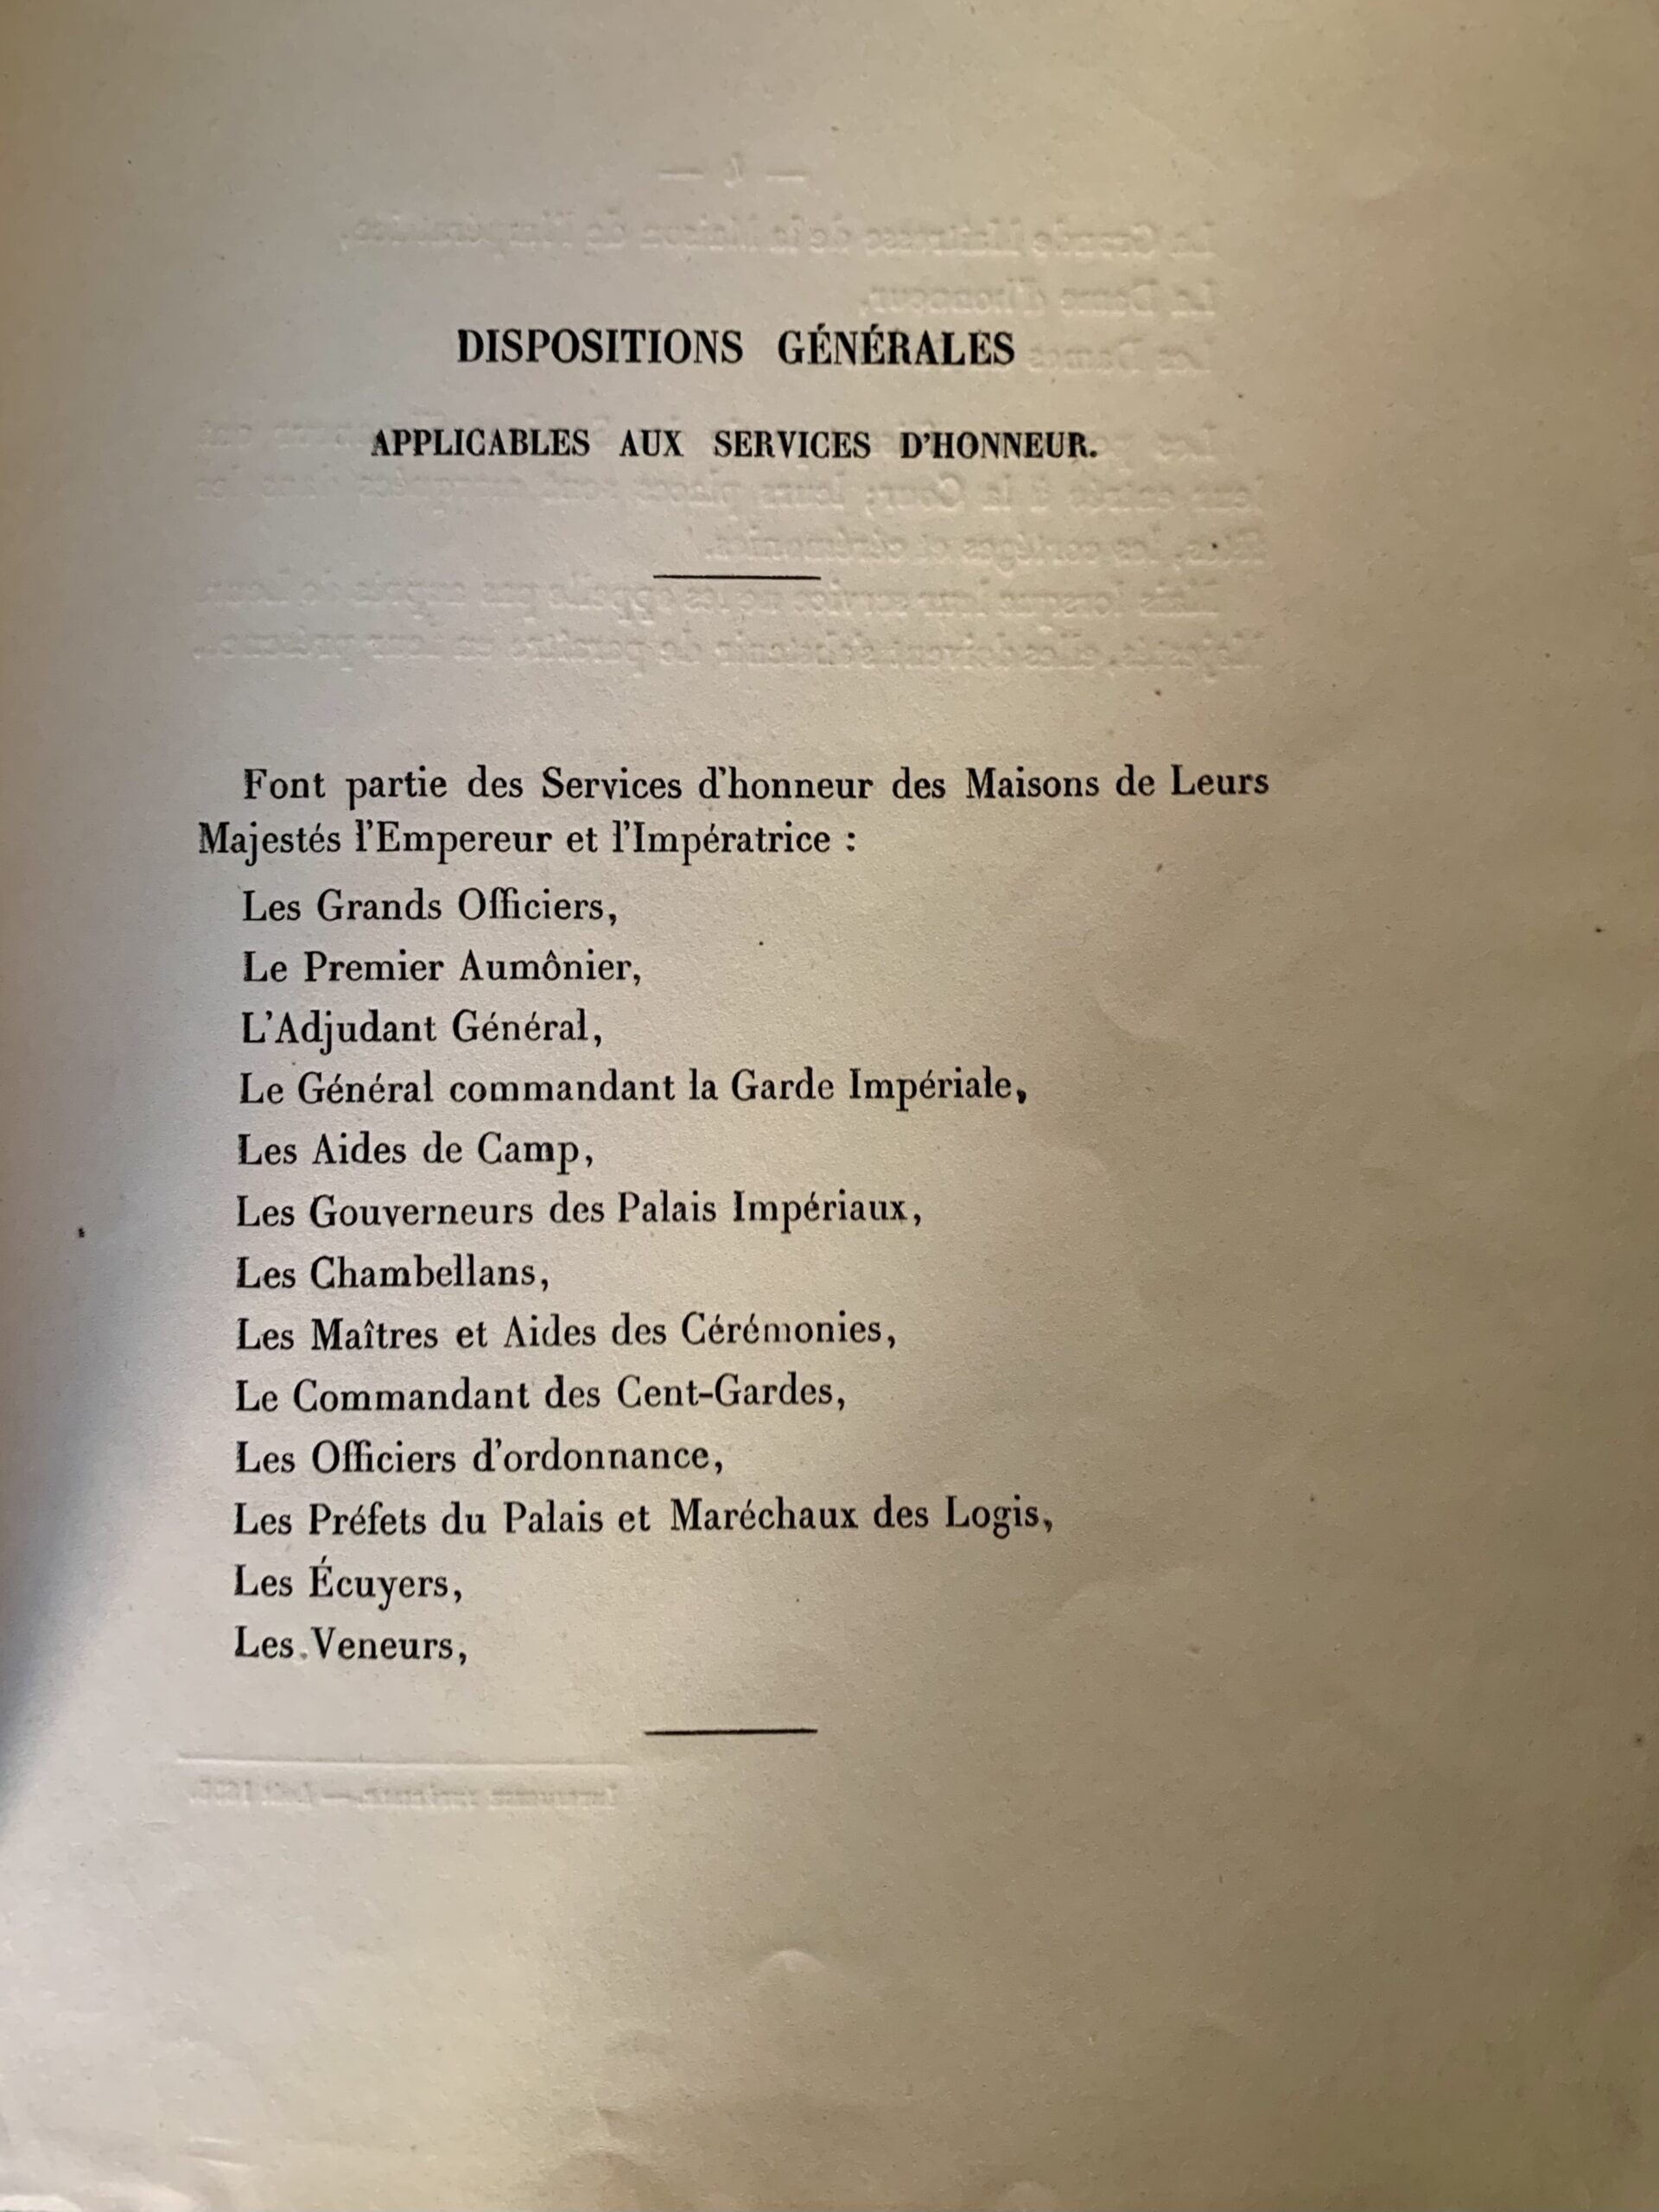 DISPOSITIONS GÉNÉRALES
APPLICABLES AUX SERVICES D'HONNEUR.
Font partie des Services d'honneur des Maisons de Leurs
Majestés l'Empereur et l'Impératrice :
Les Grands Officiers,
Le Premier Aumônier,
L'Adjudant Général,
Le Général commandant la Garde Impériale,
Les Aides de Camp,
Les Gouverneurs des Palais Impériaux,
Les Chambellans,
Les Maîtres et Aides des Cérémonies,
Le Commandant des Cent-Gardes,
Les Officiers d'ordonnance,
Les Préfets du Palais et Maréchaux des Logis,
Les Écuyers,
Les Veneurs,